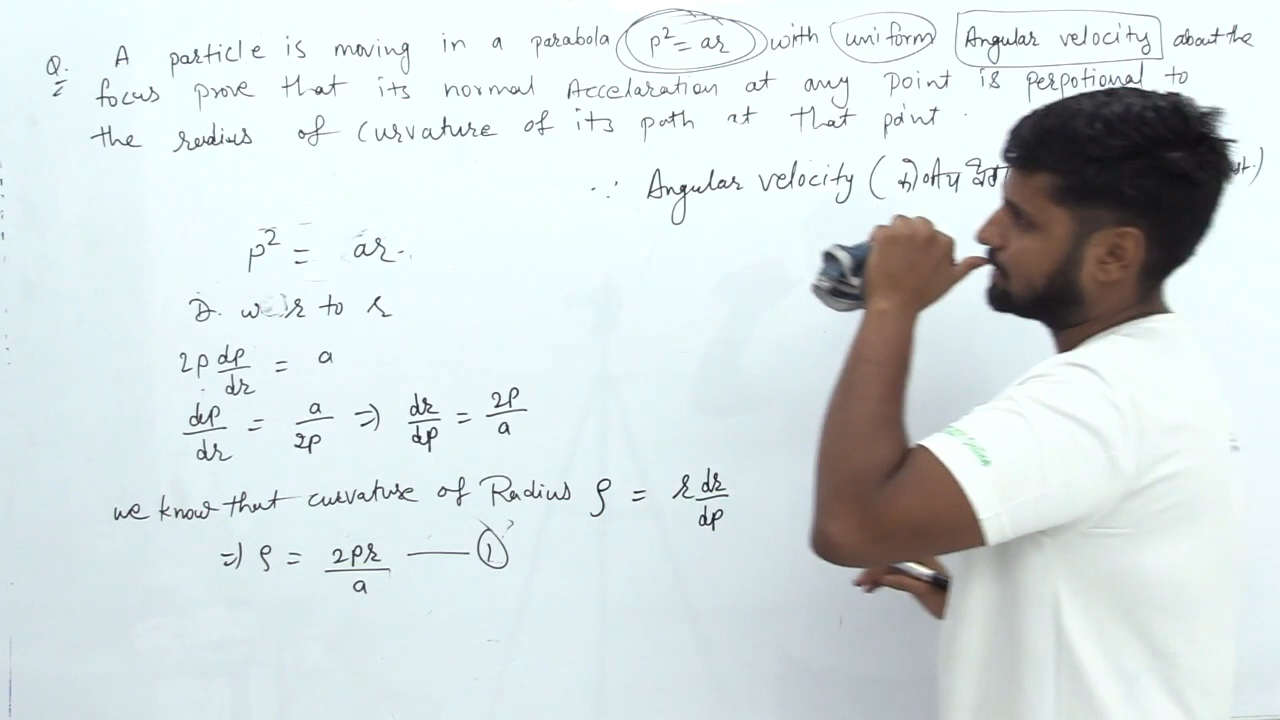 Q. A particle is moving in a parabola p² = ar with uniform Angular velocity about the
focus prove that its normal Accelaration at any point is perpotional to
the redius of curvature of its path at that point.
∵ Angular velocity (कोणीय वेग
p² = ar.
D. w r to r
2p dp/dr = a
dp/dr = a/2p ⇒ dr/dp = 2p/a
we know that curvature of Radius ρ = r dr/dp
⇒ ρ = 2pr/a —— ①